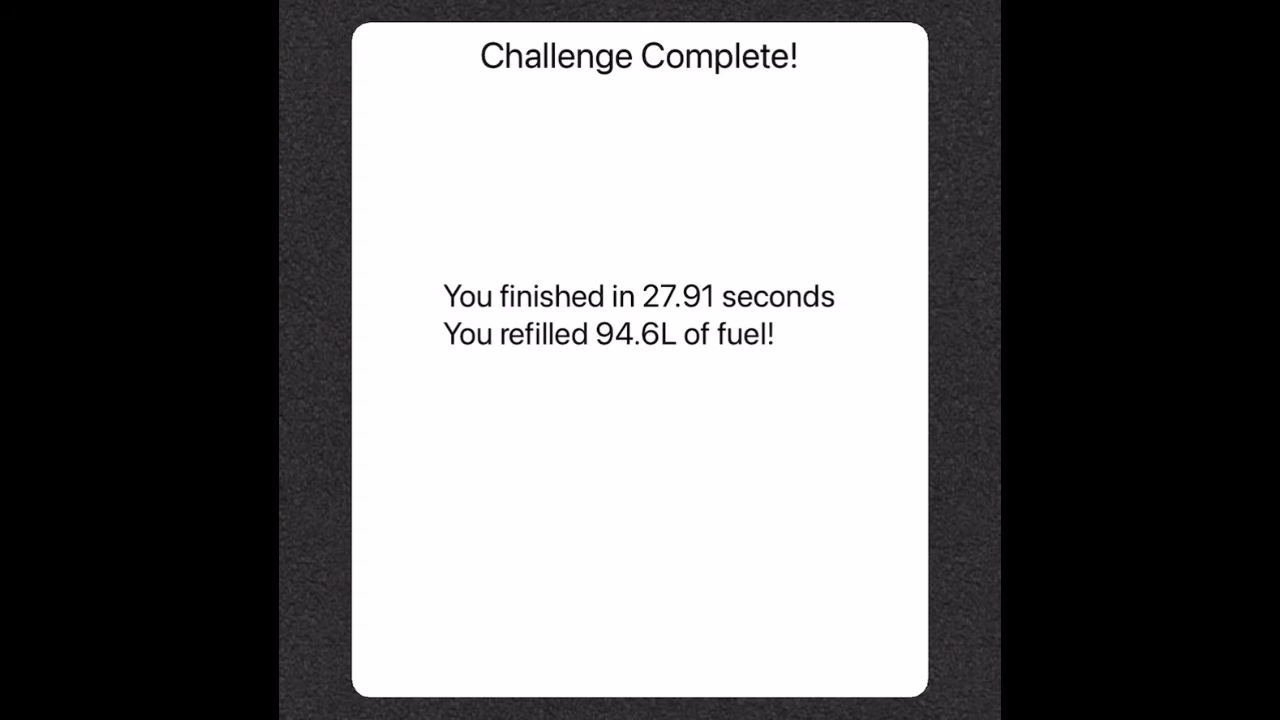 Challenge Complete!
You finished in 27.91 seconds
You refilled 94.6L of fuel!